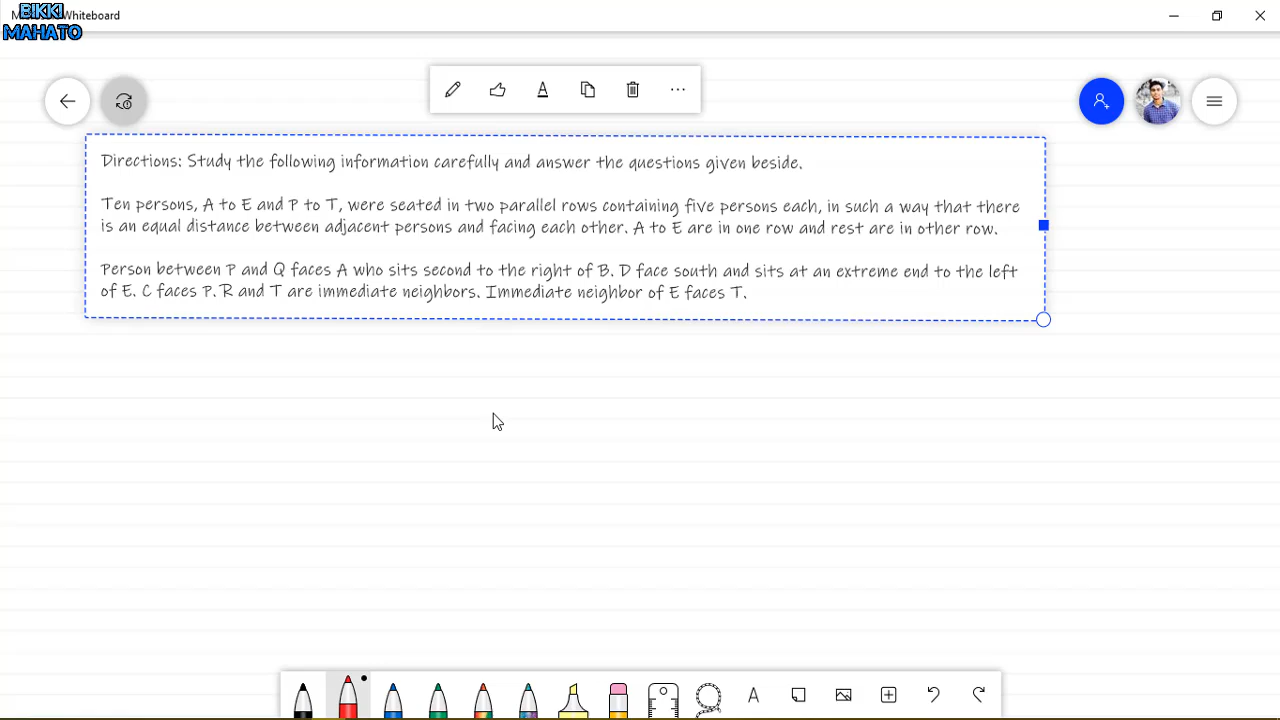 Whiteboard
BIKKI
MAHATO
Directions: Study the following information carefully and answer the questions given beside.
Ten persons, A to E and P to T, were seated in two parallel rows containing five persons each, in such a way that there
is an equal distance between adjacent persons and facing each other. A to E are in one row and rest are in other row.
Person between P and Q faces A who sits second to the right of B. D face south and sits at an extreme end to the left
of E. C faces P. R and T are immediate neighbors. Immediate neighbor of E faces T.